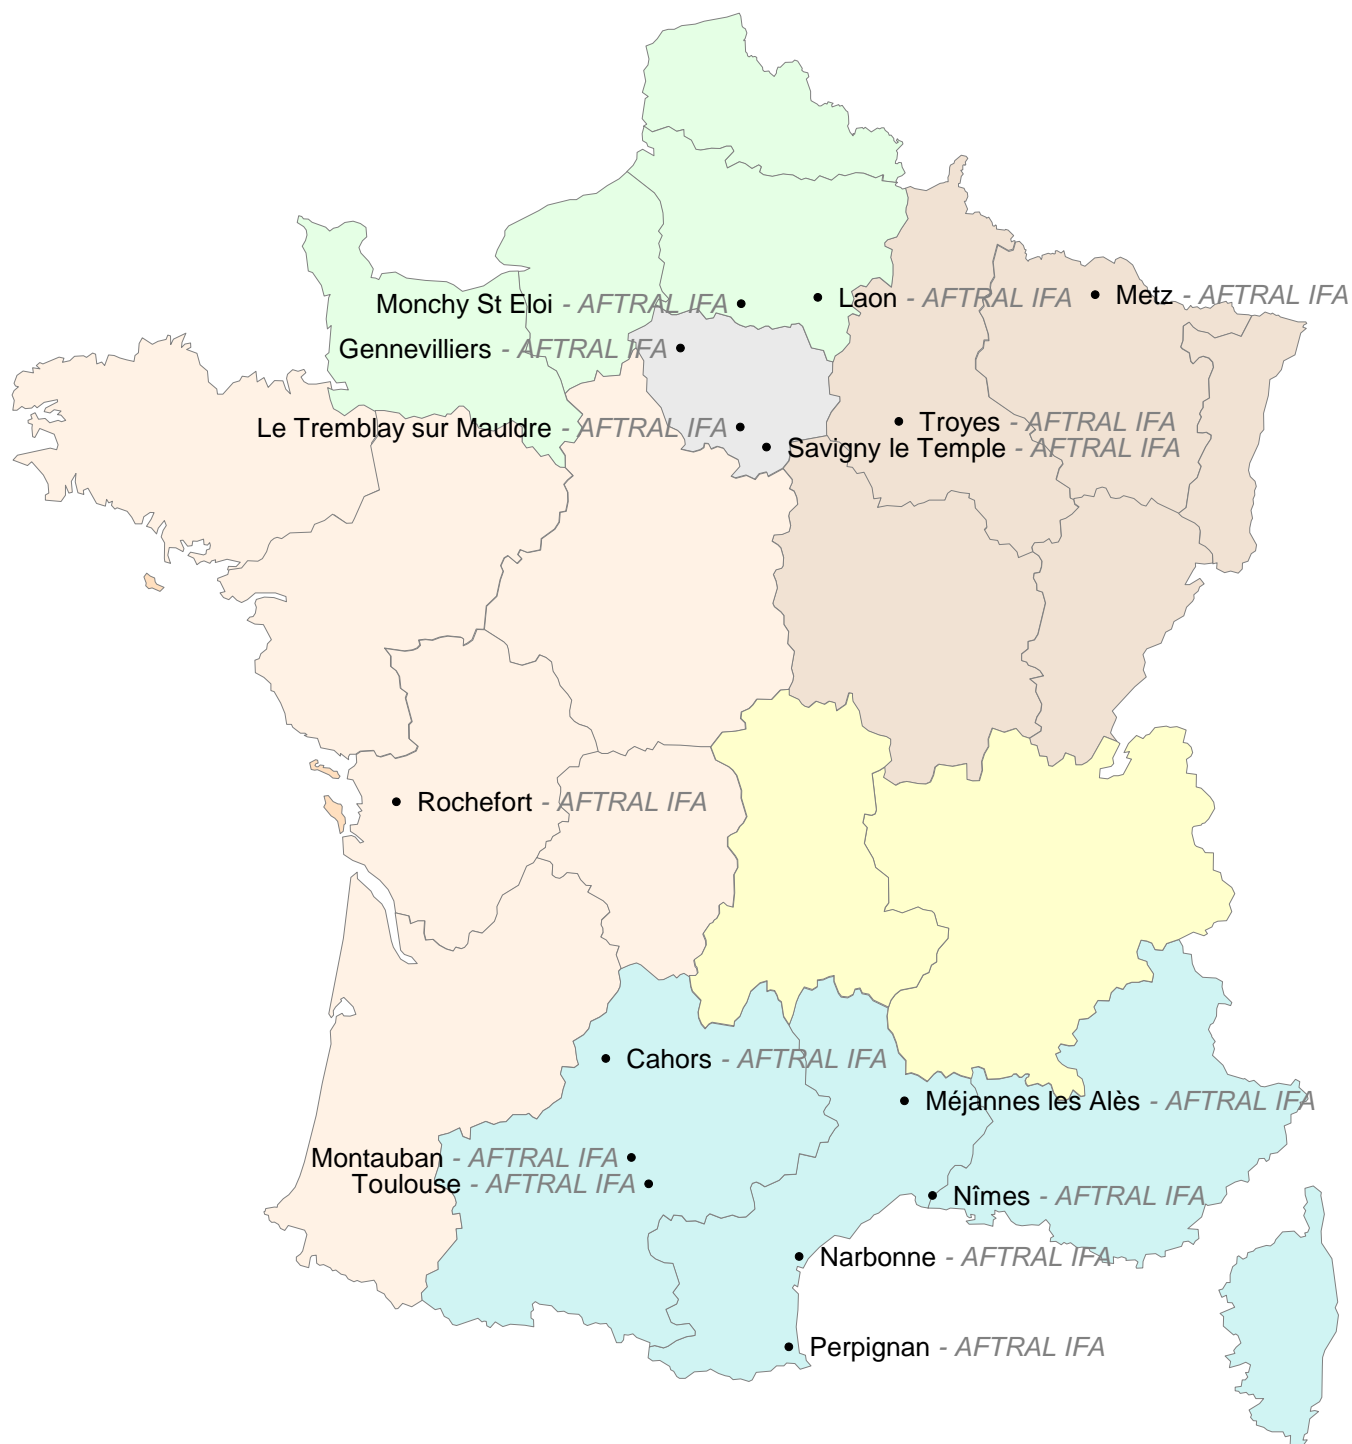 Monchy St Eloi - AFTRAL IFA
Laon - AFTRAL IFA
Metz - AFTRAL IFA
Gennevilliers - AFTRAL IFA
Le Tremblay sur Mauldre - AFTRAL IFA
Troyes - AFTRAL IFA
Savigny le Temple - AFTRAL IFA
Rochefort - AFTRAL IFA
Cahors - AFTRAL IFA
Méjannes les Alès - AFTRAL IFA
Montauban - AFTRAL IFA
Toulouse - AFTRAL IFA
Nîmes - AFTRAL IFA
Narbonne - AFTRAL IFA
Perpignan - AFTRAL IFA